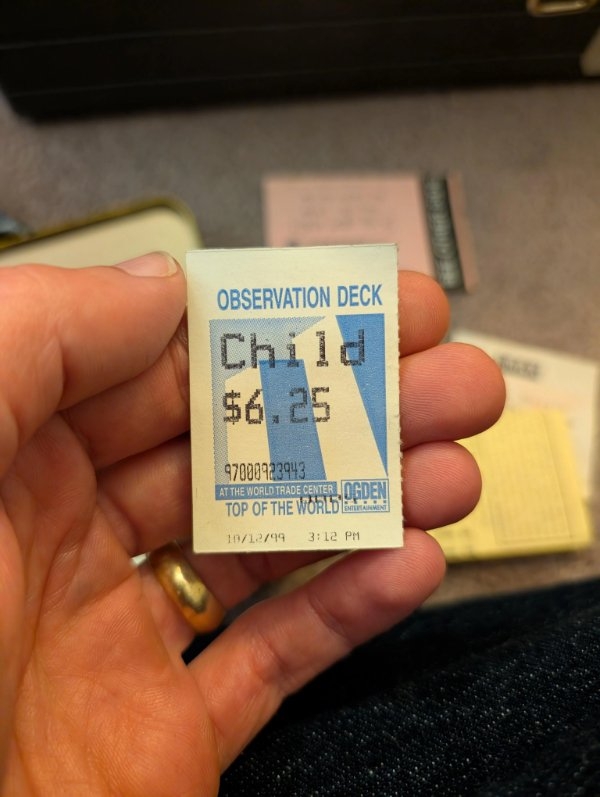 OBSERVATION DECK
Child
$6.25
97000923943
AT THE WORLD TRADE CENTER
TOP OF THE WORLD
OGDEN
ENTERTAINMENT
10/12/99 3:12 PM